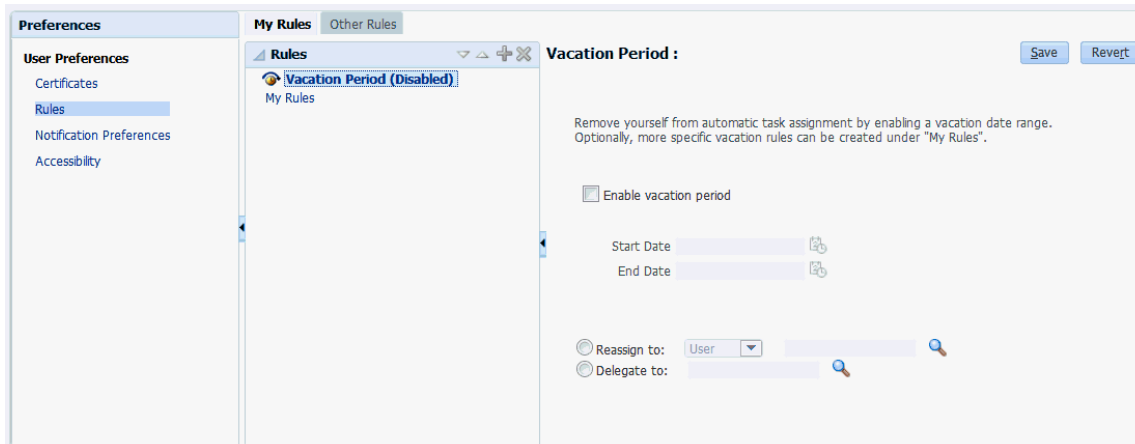 Preferences
User Preferences
Certificates
Rules
Notification Preferences
Accessibility
My Rules Other Rules
Rules
Vacation Period (Disabled)
My Rules
Vacation Period :
Save Revert
Remove yourself from automatic task assignment by enabling a vacation date range.
Optionally, more specific vacation rules can be created under "My Rules".
Enable vacation period
Start Date
End Date
Reassign to: User
Delegate to: